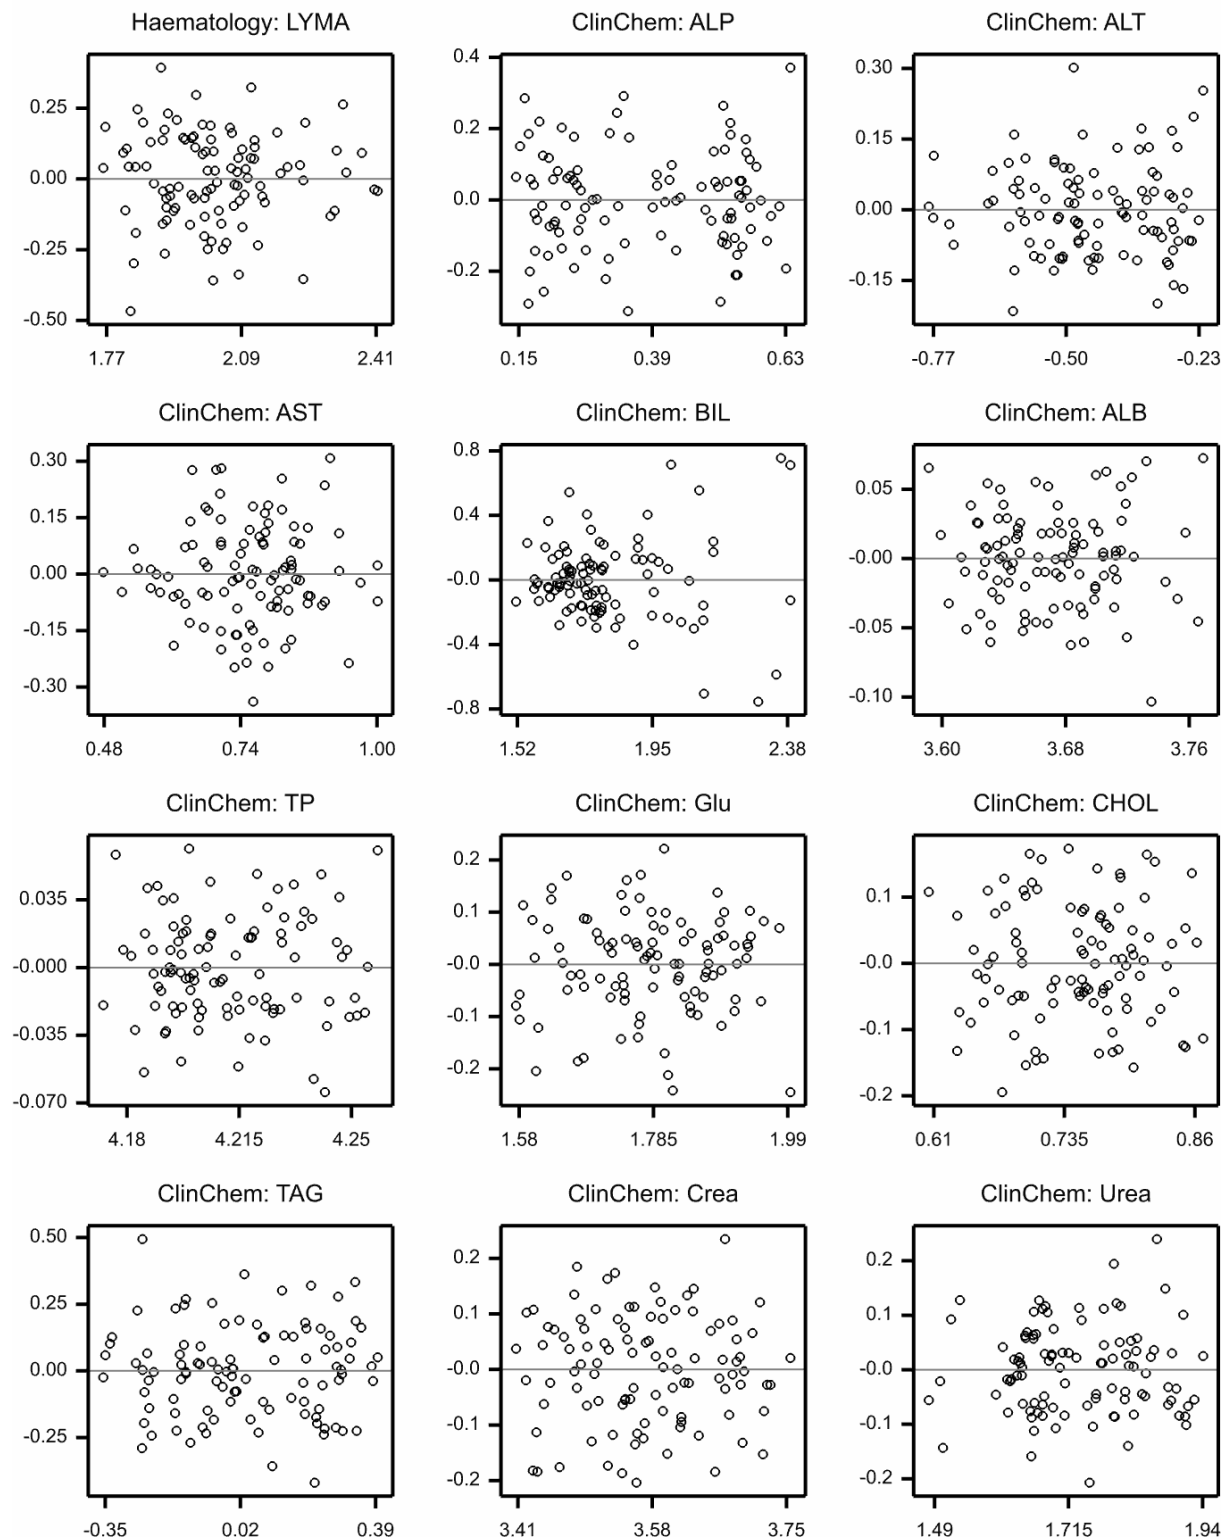 Haematology: LYMA ClinChem: ALP ClinChem: ALT
0.25 0.00 -0.25 -0.50
0.4 0.2 0.0 -0.2
0.30 0.15 0.00 -0.15
1.77 2.09 2.41 0.15 0.39 0.63 -0.77 -0.50 -0.23
ClinChem: AST ClinChem: BIL ClinChem: ALB
0.30 0.15 0.00 -0.15 -0.30
0.8 0.4 -0.0 -0.4 -0.8
0.05 -0.00 -0.05 -0.10
0.48 0.74 1.00 1.52 1.95 2.38 3.60 3.68 3.76
ClinChem: TP ClinChem: Glu ClinChem: CHOL
0.035 -0.000 -0.035 -0.070
0.2 0.1 -0.0 -0.1 -0.2
0.1 -0.0 -0.1 -0.2
4.18 4.215 4.25 1.58 1.785 1.99 0.61 0.735 0.86
ClinChem: TAG ClinChem: Crea ClinChem: Urea
0.50 0.25 0.00 -0.25
0.2 0.1 -0.0 -0.1 -0.2
0.2 0.1 -0.0 -0.1 -0.2
-0.35 0.02 0.39 3.41 3.58 3.75 1.49 1.715 1.94